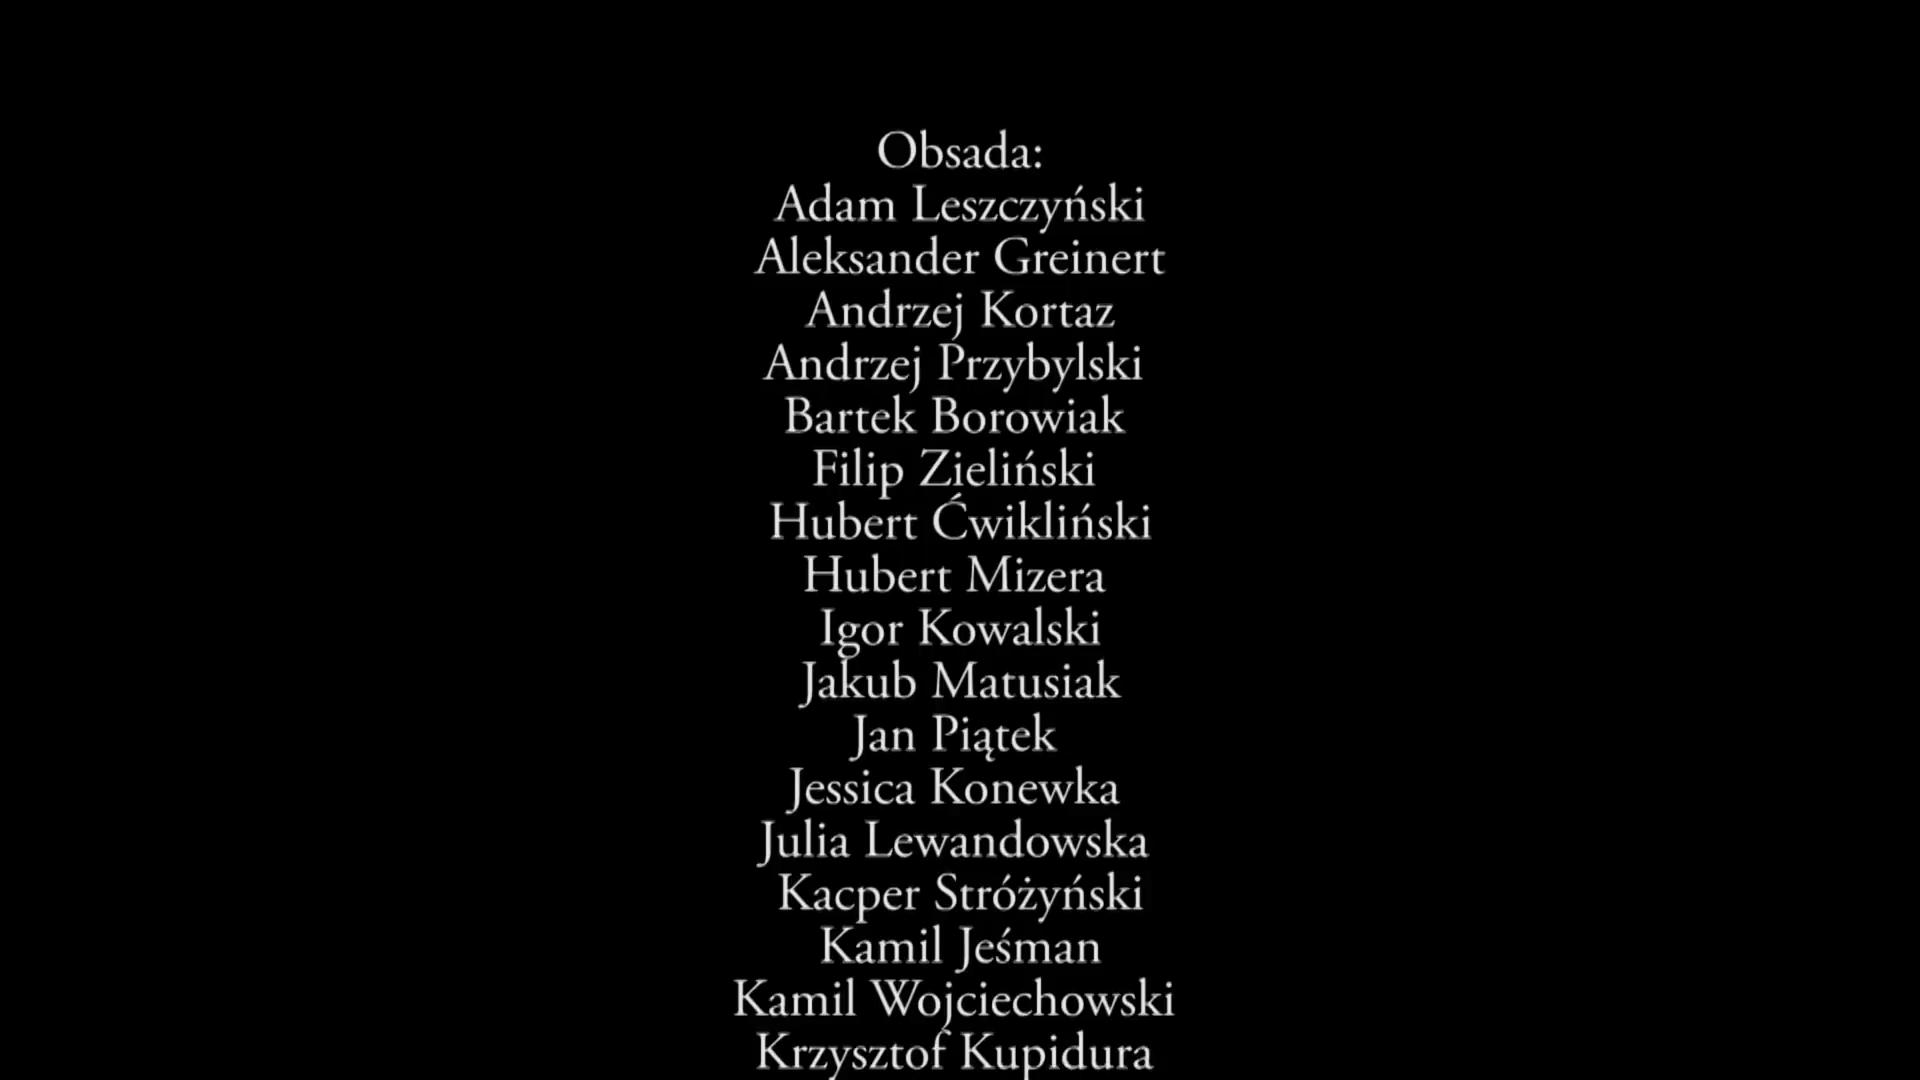 Obsada:
Adam Leszczyński
Aleksander Greinert
Andrzej Kortaz
Andrzej Przybylski
Bartek Borowiak
Filip Zieliński
Hubert Ćwikliński
Hubert Mizera
Igor Kowalski
Jakub Matusiak
Jan Piątek
Jessica Konewka
Julia Lewandowska
Kacper Stróżyński
Kamil Jeśman
Kamil Wojciechowski
Krzysztof Kupidura